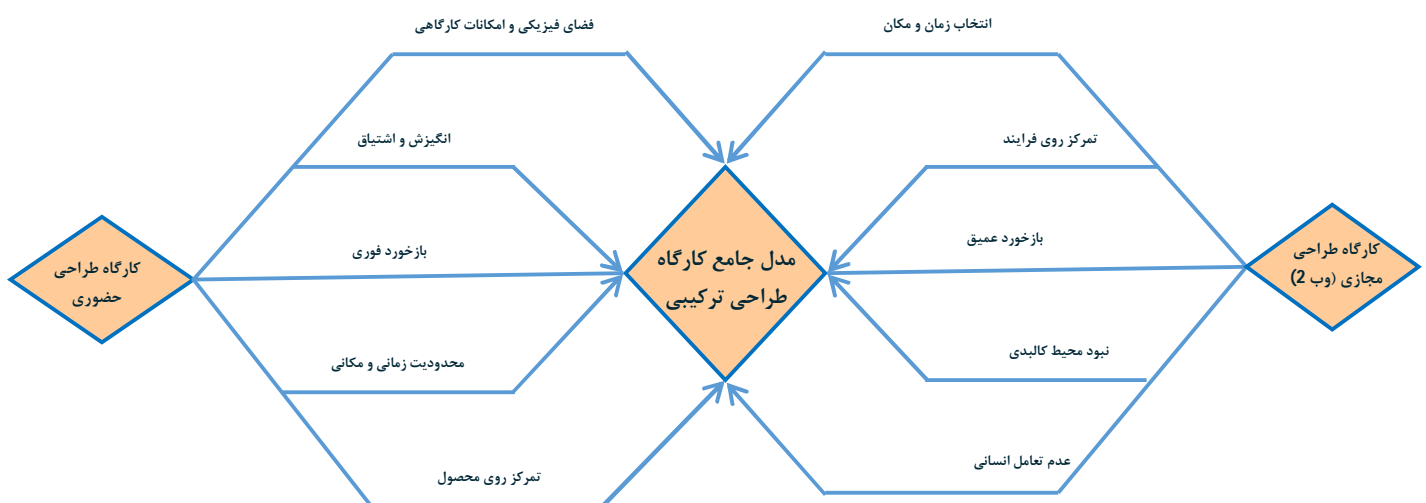 انتخاب زمان و مکان
فضای فیزیکی و امکانات کارگاهی
تمرکز روی فرایند
انگیزش و اشتیاق
بازخورد عمیق
بازخورد فوری
کارگاه طراحی
مجازی (وب 2)
مدل جامع کارگاه
طراحی ترکیبی
کارگاه طراحی
حضوری
نبود محیط کالبدی
محدودیت زمانی و مکانی
عدم تعامل انسانی
تمرکز روی محصول